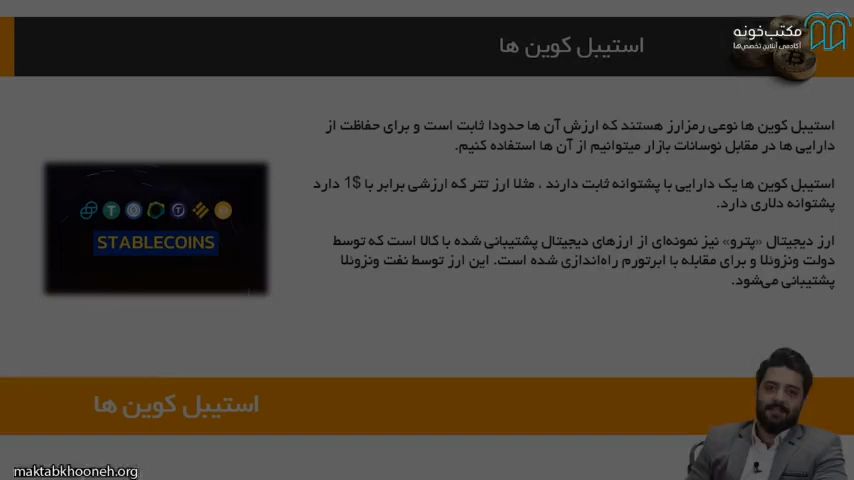 استیبل کوین ها
مکتب‌خونه
آکادمی آنلاین تخصص‌ها
استیبل کوین ها نوعی رمزارز هستند که ارزش آن ها حدودا ثابت است و برای حفاظت از
دارایی ها در مقابل نوسانات بازار میتوانیم از آن ها استفاده کنیم.
استیبل کوین ها یک دارایی با پشتوانه ثابت دارند ، مثلا ارز تتر که ارزشی برابر با 1$ دارد
پشتوانه دلاری دارد.
ارز دیجیتال «پترو» نیز نمونه‌ای از ارزهای دیجیتال پشتیبانی شده با کالا است که توسط
دولت ونزوئلا و برای مقابله با ابرتورم راه‌اندازی شده است. این ارز توسط نفت ونزوئلا
پشتیبانی می‌شود.
STABLECOINS
استیبل کوین ها
maktabkhooneh.org